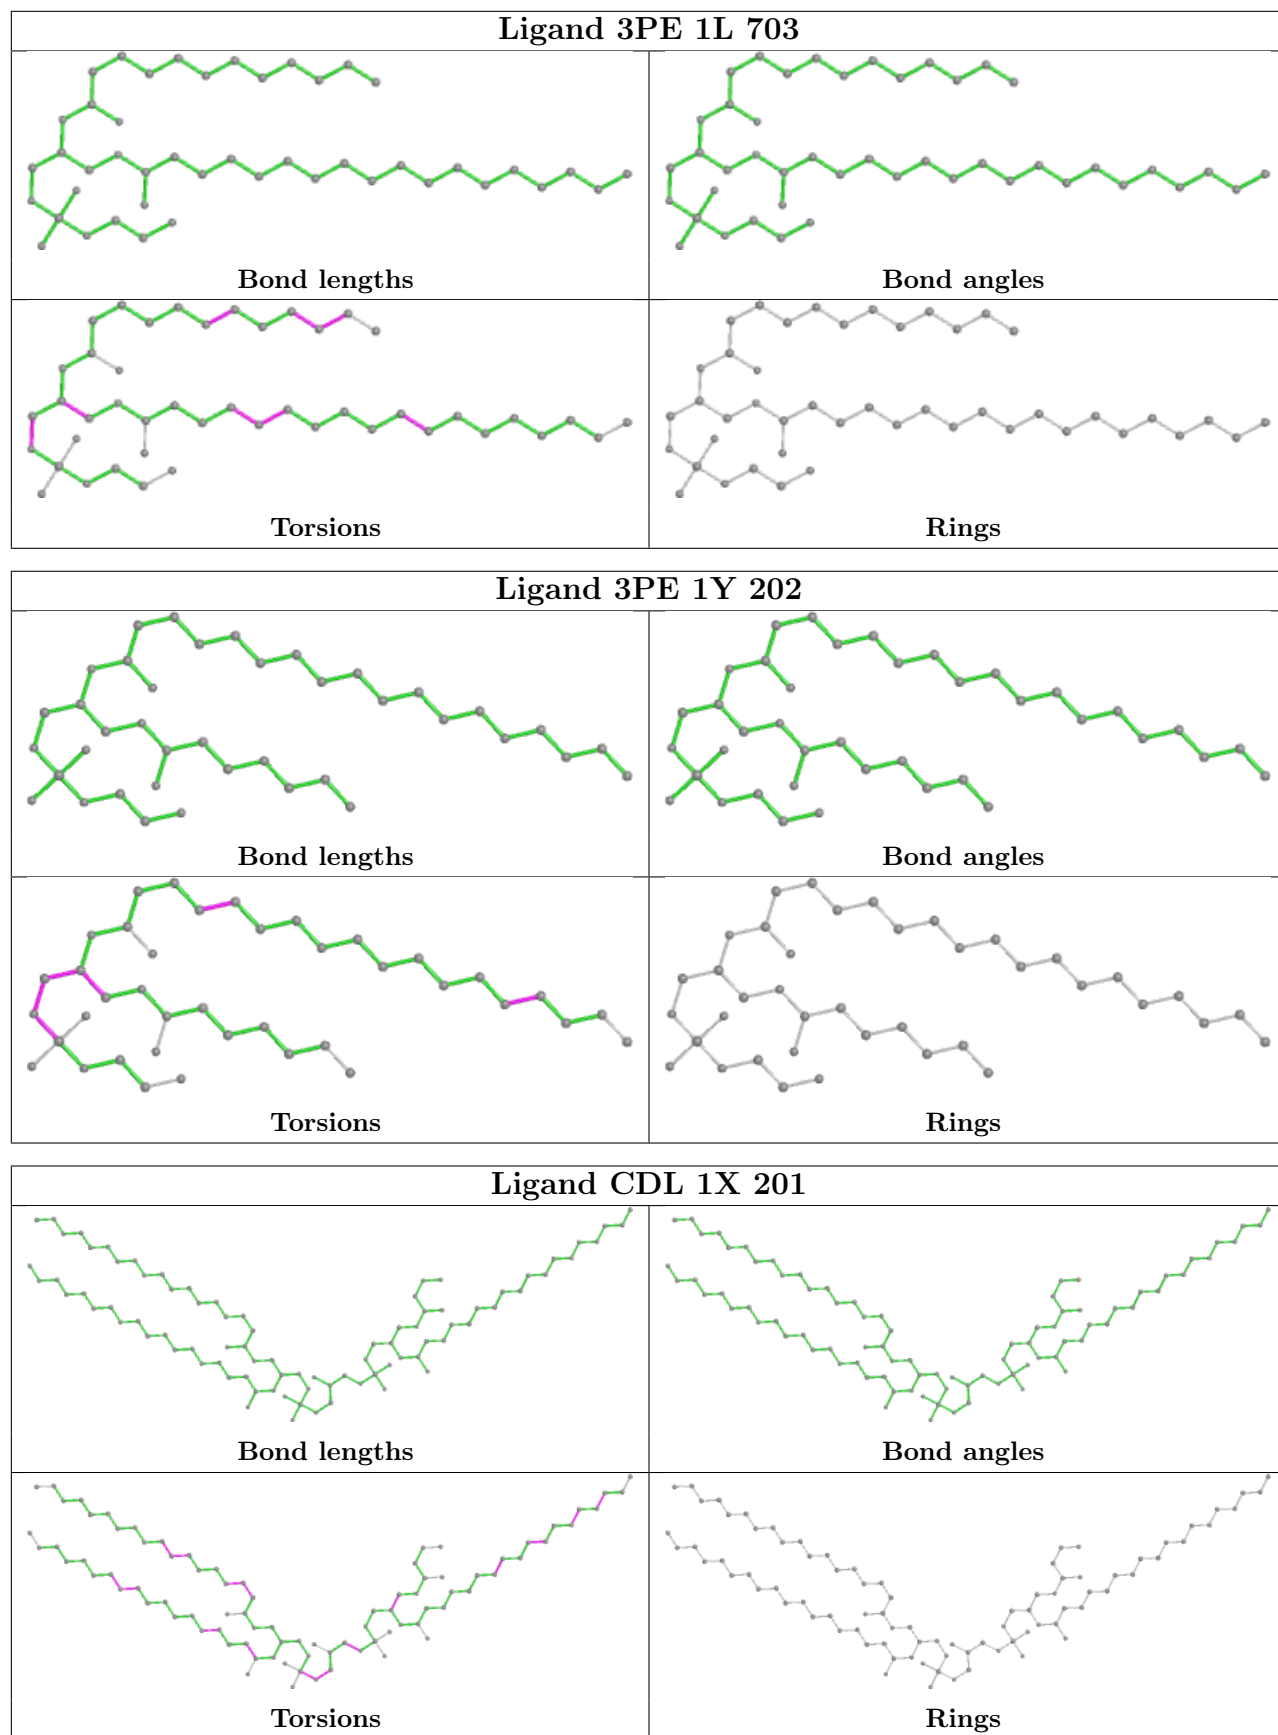 Ligand 3PE 1L 703
Bond lengths
Bond angles
Torsions
Rings
Ligand 3PE 1Y 202
Bond lengths
Bond angles
Torsions
Rings
Ligand CDL 1X 201
Bond lengths
Bond angles
Torsions
Rings